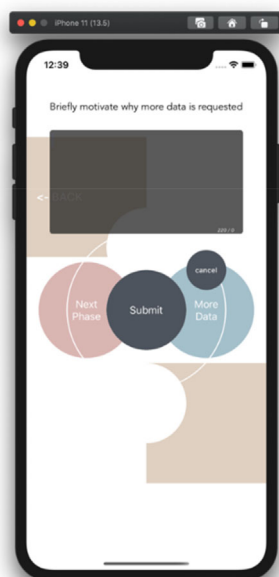 iPhone 11 (13.5)
12:39
Briefly motivate why more data is requested
<- BACK
220 / 0
cancel
Next
Phase
Submit
More
Data